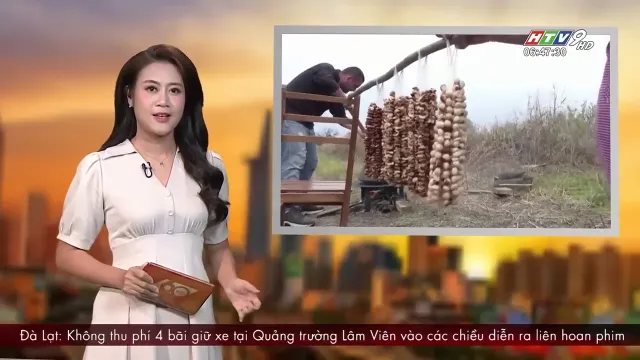 HTV9 HD
06:47:30
Đà Lạt: Không thu phí 4 bãi giữ xe tại Quảng trường Lâm Viên vào các chiều diễn ra liên hoan phim